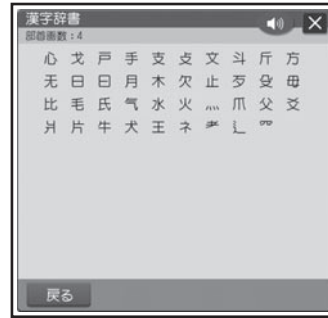 漢字辞書
部首画数：4
心 戈 戸 手 支 攴 文 斗 斤 方
无 日 曰 月 木 欠 止 歹 殳 毋
比 毛 氏 气 水 火 灬 爪 父 爻
爿 片 牛 犬 王 ネ 耂 辶
戻る